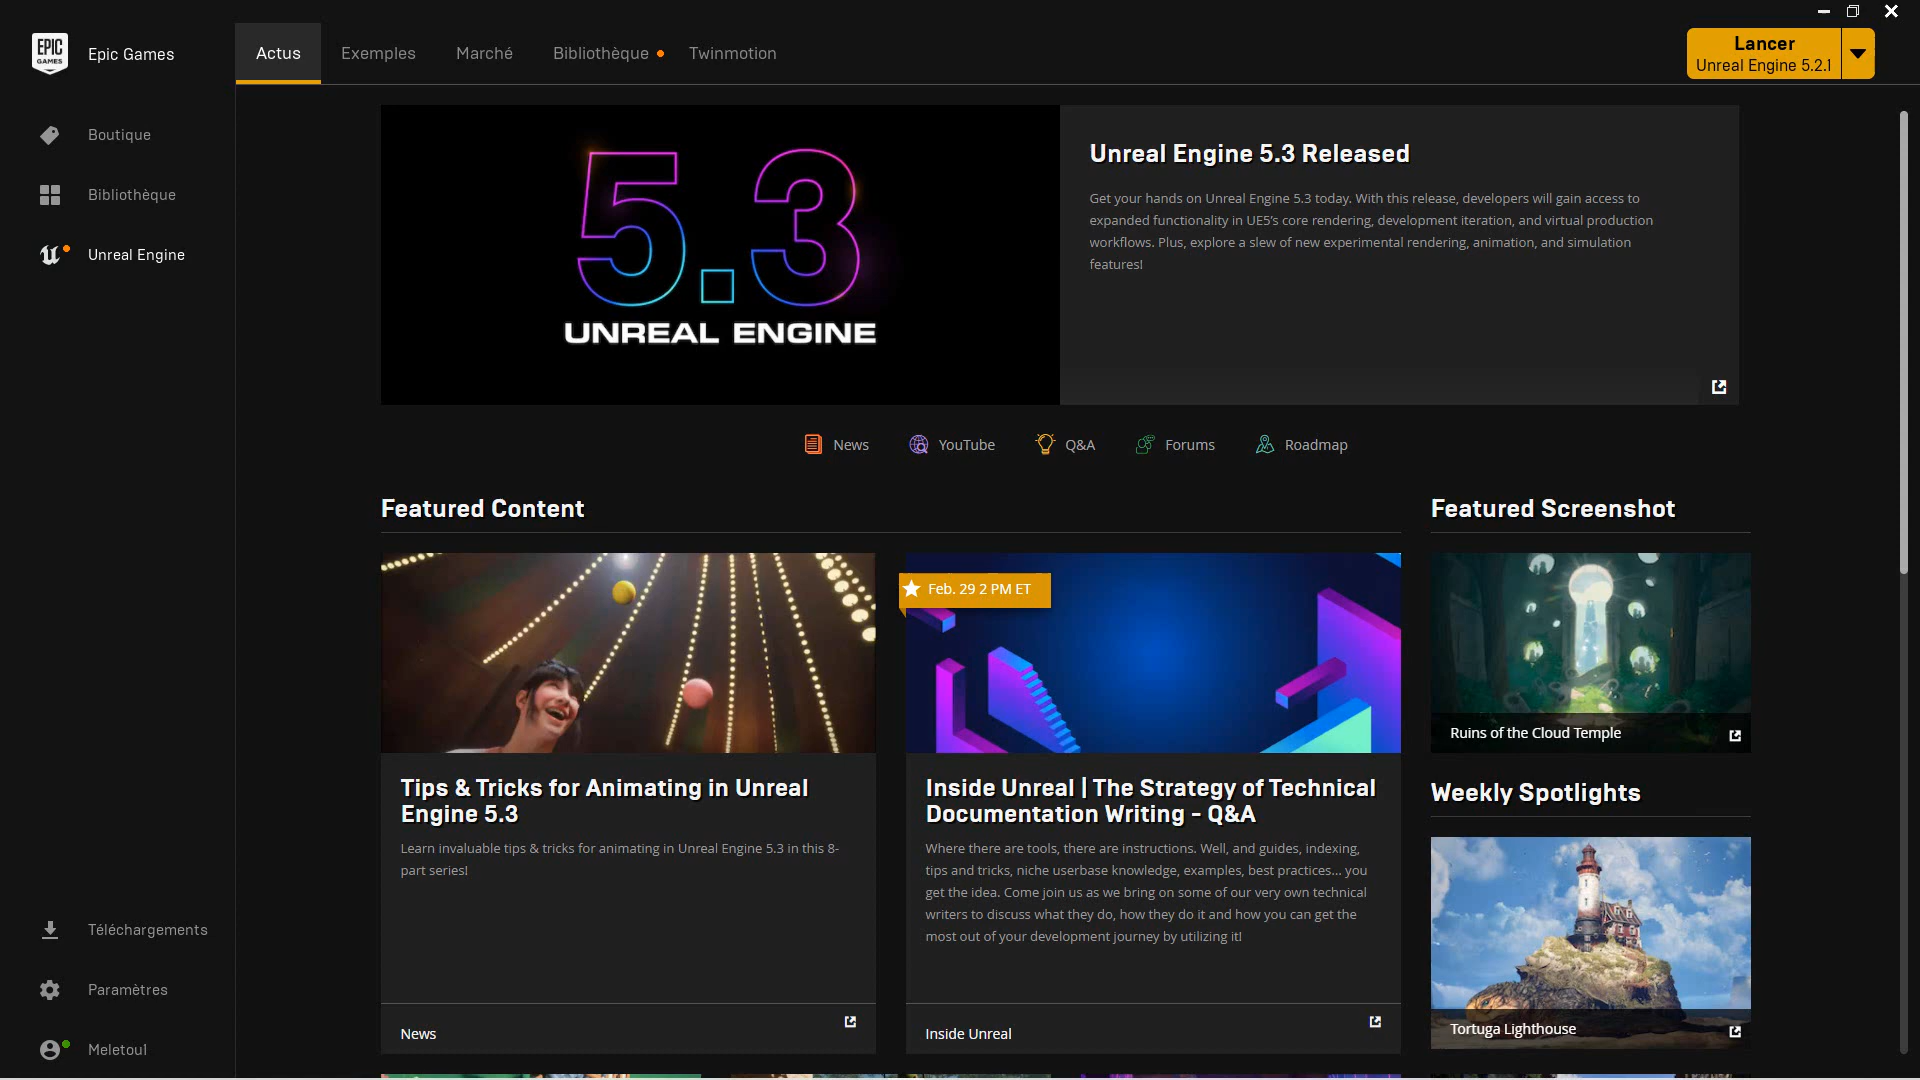 EPIC
GAMES
Epic Games
Boutique
Bibliothèque
Unreal Engine
Téléchargements
Paramètres
Meletoul
Actus
Exemples
Marché
Bibliothèque
Twinmotion
Lancer
Unreal Engine 5.2.1
5.3
UNREAL ENGINE
Unreal Engine 5.3 Released
Get your hands on Unreal Engine 5.3 today. With this release, developers will gain access to
expanded functionality in UE5's core rendering, development iteration, and virtual production
workflows. Plus, explore a slew of new experimental rendering, animation, and simulation
features!
News
YouTube
Q&A
Forums
Roadmap
Featured Content
Tips & Tricks for Animating in Unreal
Engine 5.3
Learn invaluable tips & tricks for animating in Unreal Engine 5.3 in this 8-
part series!
News
Feb. 29 2 PM ET
Inside Unreal | The Strategy of Technical
Documentation Writing - Q&A
Where there are tools, there are instructions. Well, and guides, indexing,
tips and tricks, niche userbase knowledge, examples, best practices... you
get the idea. Come join us as we bring on some of our very own technical
writers to discuss what they do, how they do it and how you can get the
most out of your development journey by utilizing it!
Inside Unreal
Featured Screenshot
Ruins of the Cloud Temple
Weekly Spotlights
Tortuga Lighthouse